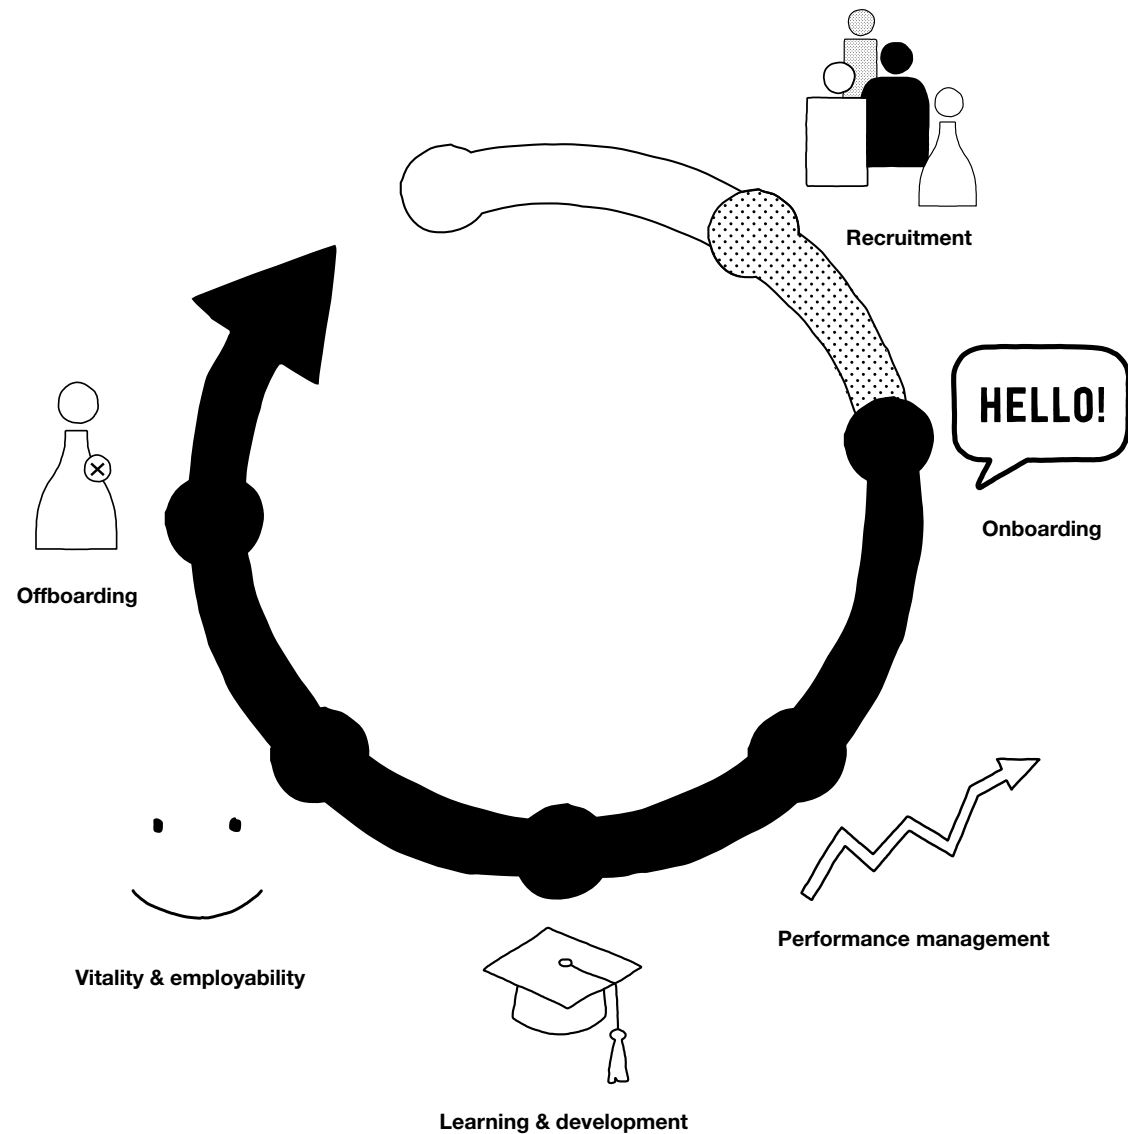 Recruitment
HELLO!
Onboarding
Performance management
Learning & development
Vitality & employability
Offboarding